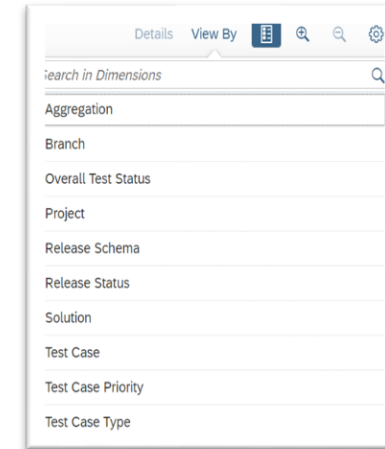 Details View By
Search in Dimensions
Aggregation
Branch
Overall Test Status
Project
Release Schema
Release Status
Solution
Test Case
Test Case Priority
Test Case Type